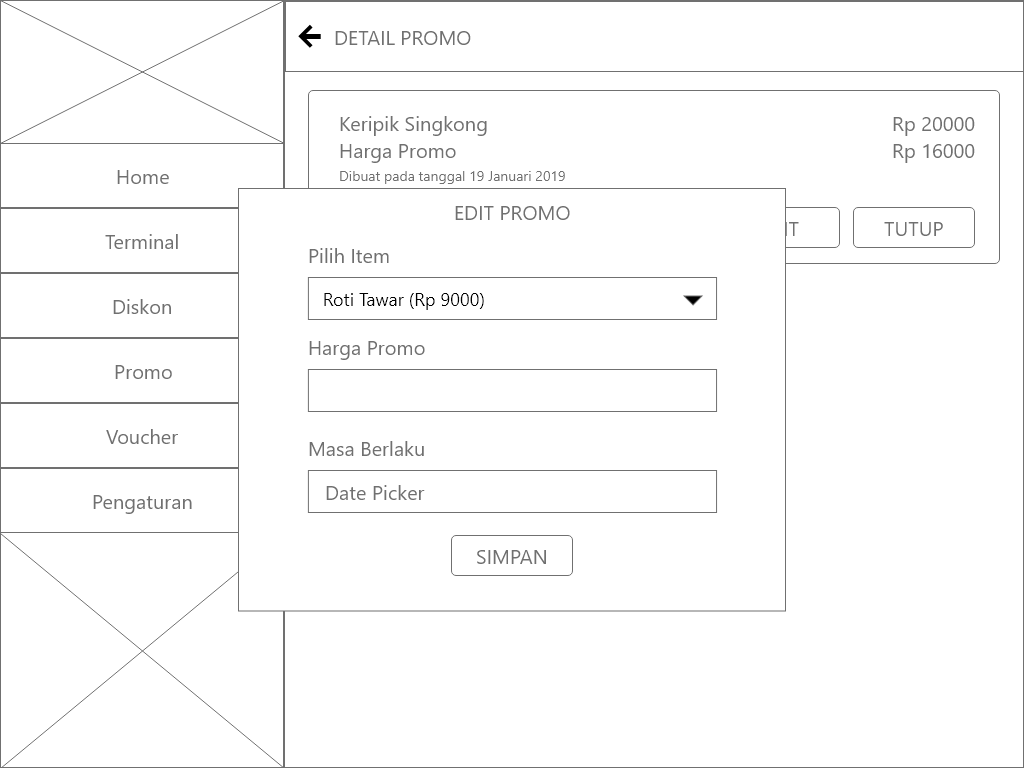 DETAIL PROMO
Keripik Singkong Rp 20000
Harga Promo Rp 16000
Dibuat pada tanggal 19 Januari 2019
TUTUP
Home
Terminal
Diskon
Promo
Voucher
Pengaturan
EDIT PROMO
Pilih Item
Roti Tawar (Rp 9000)
Harga Promo
Masa Berlaku
Date Picker
SIMPAN